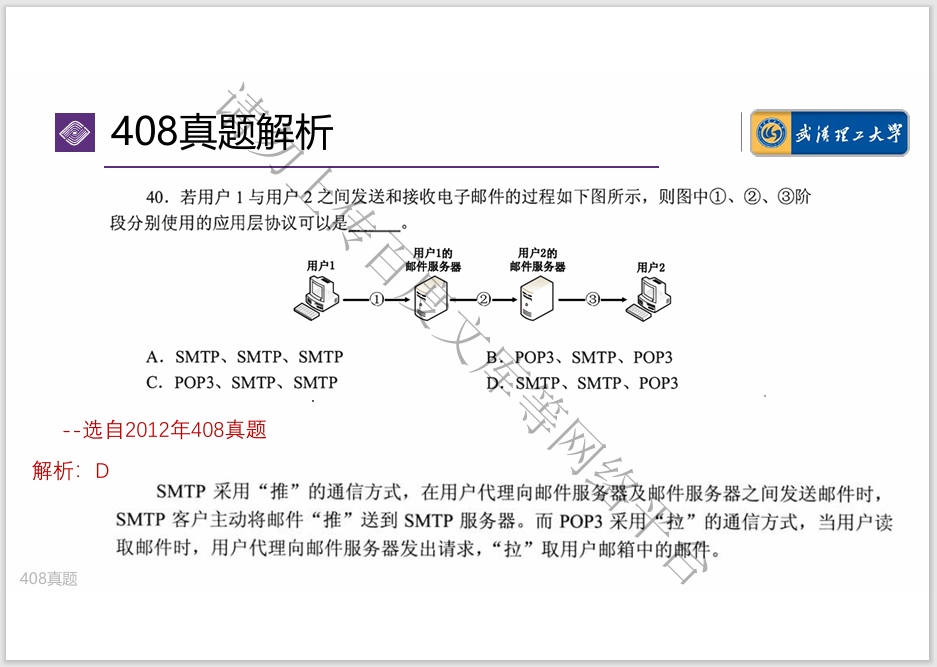 408真题解析
武汉理工大学
40．若用户 1 与用户 2 之间发送和接收电子邮件的过程如下图所示，则图中①、②、③阶
段分别使用的应用层协议可以是______。
用户1
用户1的
邮件服务器
用户2的
邮件服务器
用户2
①
②
③
A．SMTP、SMTP、SMTP
B．POP3、SMTP、POP3
C．POP3、SMTP、SMTP
D．SMTP、SMTP、POP3
--选自2012年408真题
解析：D
SMTP 采用“推”的通信方式，在用户代理向邮件服务器及邮件服务器之间发送邮件时，
SMTP 客户主动将邮件“推”送到 SMTP 服务器。而 POP3 采用“拉”的通信方式，当用户读
取邮件时，用户代理向邮件服务器发出请求，“拉”取用户邮箱中的邮件。
408真题
请勿上传百度文库等网络平台